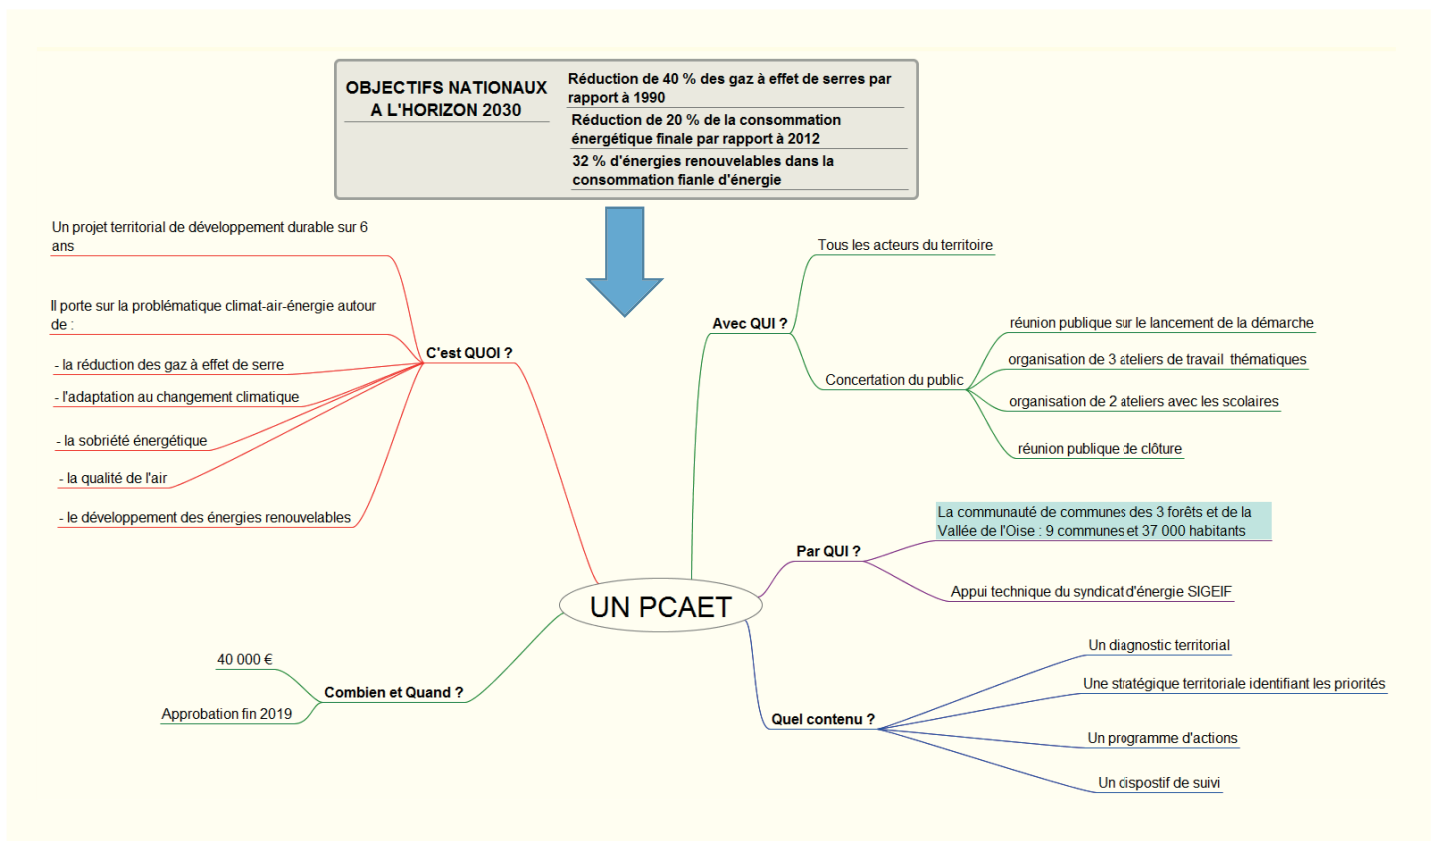 OBJECTIFS NATIONAUX
A L'HORIZON 2030
Réduction de 40 % des gaz à effet de serres par
rapport à 1990
Réduction de 20 % de la consommation
énergétique finale par rapport à 2012
32 % d'énergies renouvelables dans la
consommation fianle d'énergie
Un projet territorial de développement durable sur 6
ans
Il porte sur la problématique climat-air-énergie autour
de :
- la réduction des gaz à effet de serre
- l'adaptation au changement climatique
- la sobriété énergétique
- la qualité de l'air
- le développement des énergies renouvelables
C'est QUOI ?
Avec QUI ?
Tous les acteurs du territoire
Concertation du public
réunion publique sur le lancement de la démarche
organisation de 3 ateliers de travail thématiques
organisation de 2 ateliers avec les scolaires
réunion publique de clôture
Par QUI ?
La communauté de communes des 3 forêts et de la
Vallée de l'Oise : 9 communes et 37 000 habitants
Appui technique du syndicat d'énergie SIGEIF
UN PCAET
40 000 €
Combien et Quand ?
Approbation fin 2019
Quel contenu ?
Un diagnostic territorial
Une stratégique territoriale identifiant les priorités
Un programme d'actions
Un dispostif de suivi